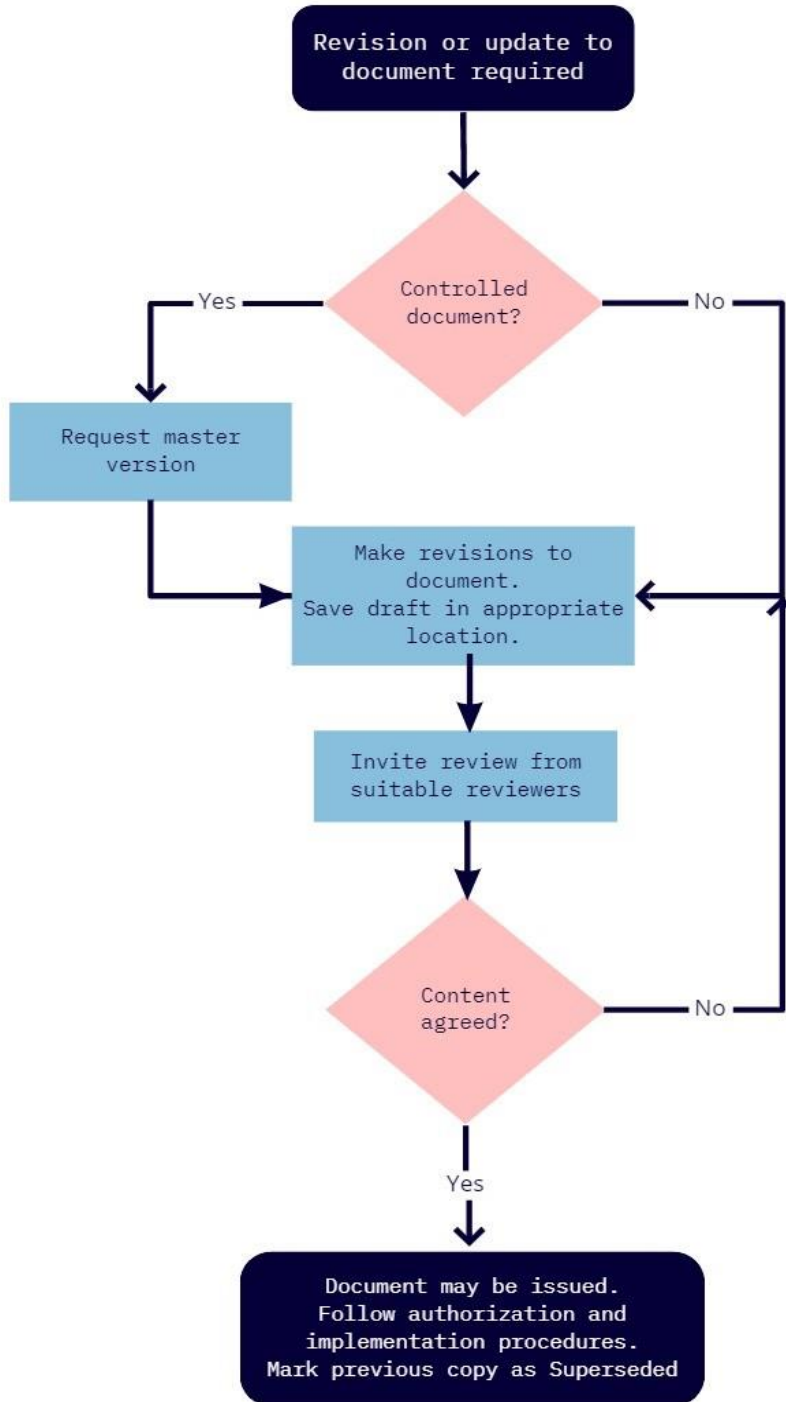 Revision or update to
document required
Controlled
document?
Yes
No
Request master
version
Make revisions to
document.
Save draft in appropriate
location.
Invite review from
suitable reviewers
Content
agreed?
No
Yes
Document may be issued.
Follow authorization and
implementation procedures.
Mark previous copy as Superseded